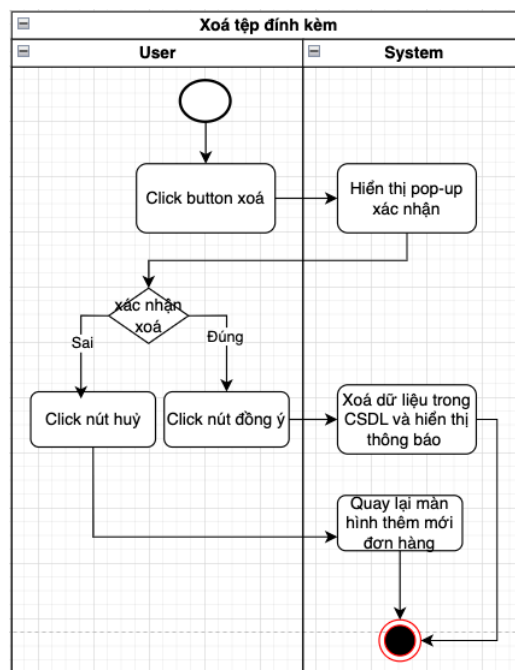 Xoá tệp đính kèm
User
System
Click button xoá
Hiển thị pop-up
xác nhận
xác nhận
xoá
Sai
Đúng
Click nút huỷ
Click nút đồng ý
Xoá dữ liệu trong
CSDL và hiển thị
thông báo
Quay lại màn
hình thêm mới
đơn hàng